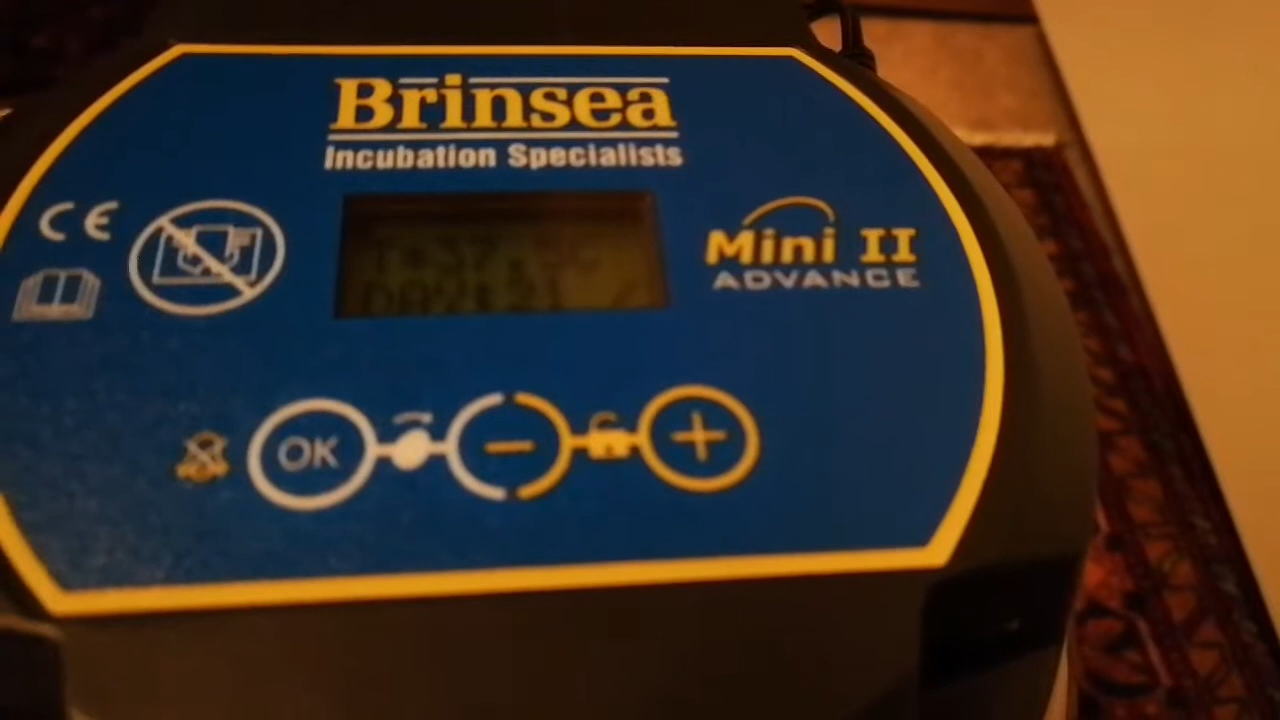 Brinsea
Incubation Specialists
CE
Mini II
ADVANCE
OK